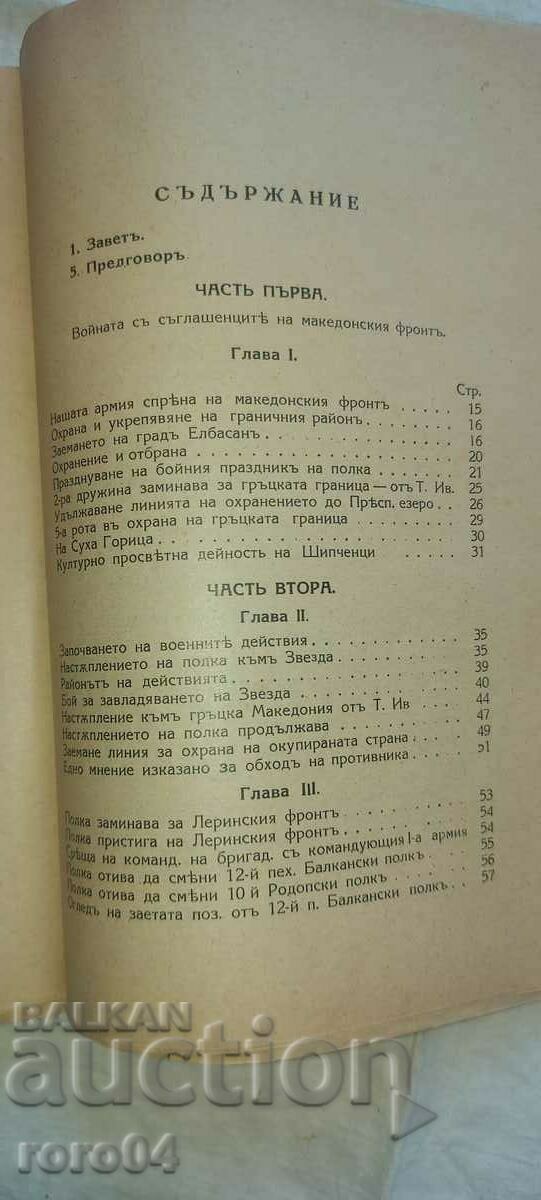 СЪДЪРЖАНИЕ
1. Заветъ.
5. Предговоръ
ЧАСТЬ ПЪРВА.
Войната съ съглашенцитѣ на македонския фронтъ.
Глава I.
Стр.
Нашата армия спрѣна на македонския фронтъ . . . . . 15
Охрана и укрепявяне на граничния районъ . . . . . 16
Заемането на градъ Елбасанъ . . . . . 16
Охранение и отбрана . . . . . 20
Празднуване на бойния праздникъ на полка . . . . . 21
2-ра дружина заминава за гръцката граница — отъ Т. Ив. 25
Удължаване линията на охранението до Прѣсп. езеро . . 26
5-а рота въ охрана на гръцката граница . . . . . 29
На Суха Горица . . . . . 30
Културно просвѣтна дейность на Шипченци . . . . . 31
ЧАСТЬ ВТОРА.
Глава II.
Започването на военнитѣ действия . . . . . 35
Настѫплението на полка къмъ Звезда . . . . . 35
Районътъ на действията . . . . . 39
Бой за завладяването на Звезда . . . . . 40
Настѫпление къмъ гръцка Македония отъ Т. Ив . . . . 44
Настѫплението на полка продължава . . . . . 47
Заемане линия за охрана на окупираната страна . . . 49
Едно мнение изказано за обходъ на противника . . . 51
Глава III.
Полка заминава за Леринския фронтъ . . . . . 53
Полка пристига на Леринския фронтъ . . . . . 54
Срѣща на команд. на бригад. съ командующия I-а армия 54
Полка отива да смѣни 12-й пех. Балкански полкъ . . . 55
Полка отива да смѣни 10 й Родопски полкъ . . . . 56
Огледъ на заетата поз. отъ 12-й п. Балкански полкъ . . 57
BALKAN
auction
roro04